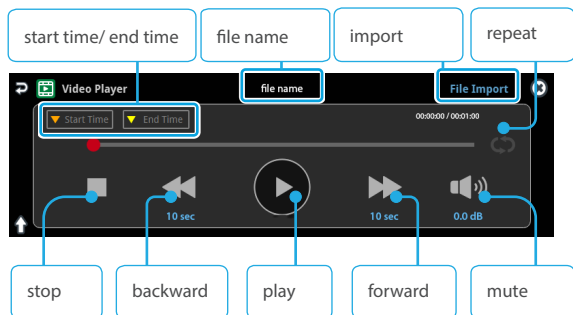 start time/ end time
file name
import
repeat
Video Player
file name
File Import
Start Time
End Time
00:00:00 / 00:01:00
10 sec
10 sec
0.0 dB
stop
backward
play
forward
mute